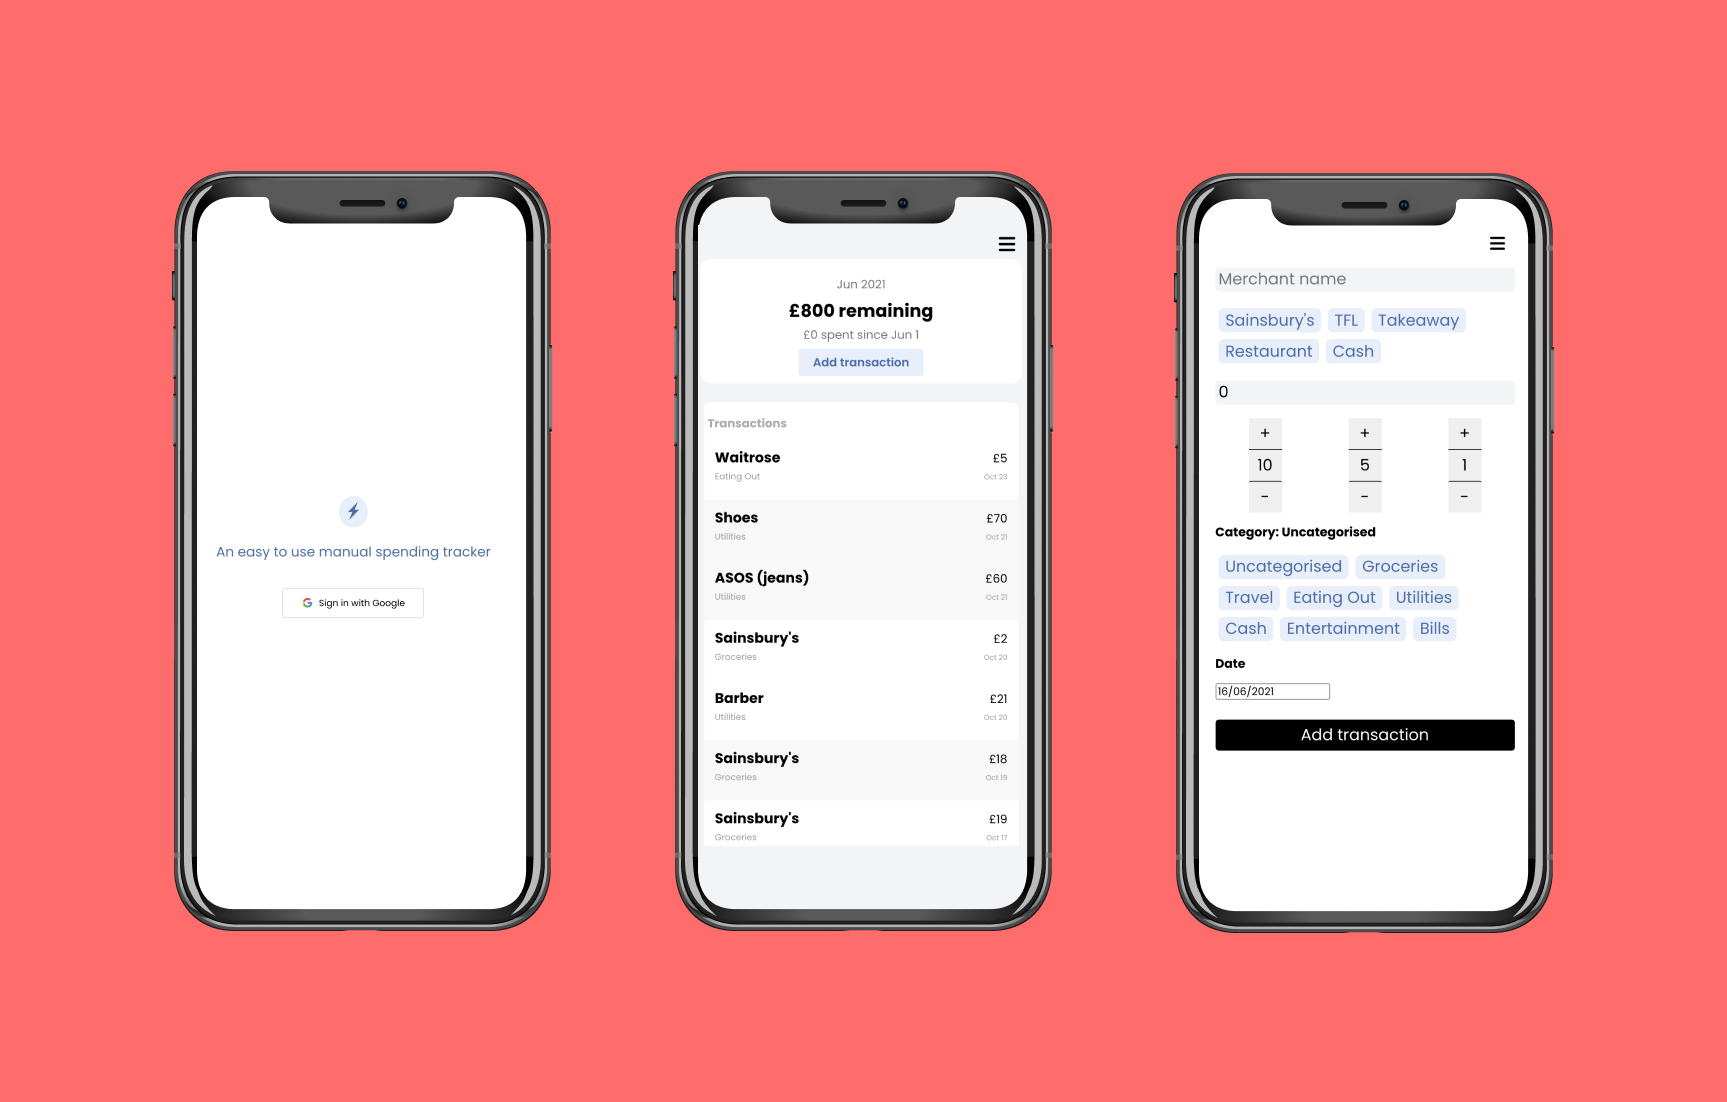 An easy to use manual spending tracker
Sign in with Google
Jun 2021
£800 remaining
£0 spent since Jun 1
Add transaction
Transactions
Waitrose £5
Eating Out Oct 23
Shoes £70
Utilities Oct 21
ASOS (jeans) £60
Utilities Oct 21
Sainsbury's £2
Groceries Oct 20
Barber £21
Utilities Oct 20
Sainsbury's £18
Groceries Oct 19
Sainsbury's £19
Groceries Oct 17
Merchant name
Sainsbury's TFL Takeaway
Restaurant Cash
0
+ + +
10 5 1
- - -
Category: Uncategorised
Uncategorised Groceries
Travel Eating Out Utilities
Cash Entertainment Bills
Date
16/06/2021
Add transaction